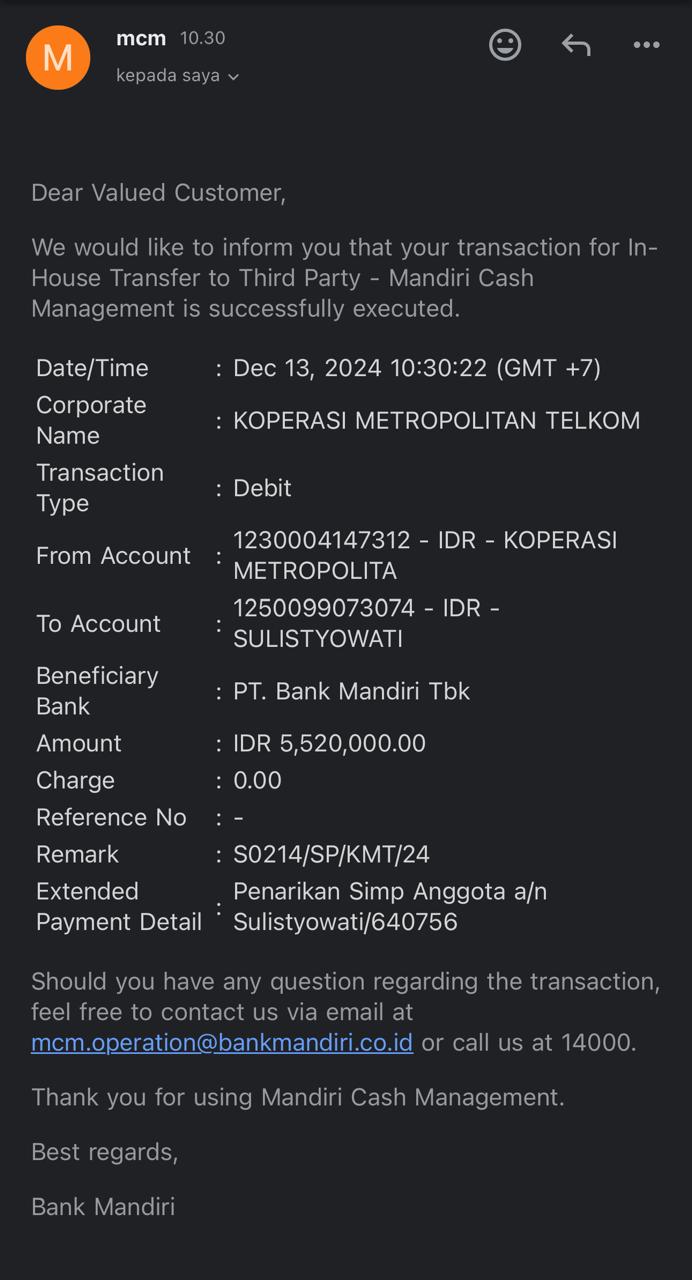 M
mcm 10.30
kepada saya
Dear Valued Customer,
We would like to inform you that your transaction for In-
House Transfer to Third Party - Mandiri Cash
Management is successfully executed.
Date/Time : Dec 13, 2024 10:30:22 (GMT +7)
Corporate
Name : KOPERASI METROPOLITAN TELKOM
Transaction
Type : Debit
From Account : 1230004147312 - IDR - KOPERASI
METROPOLITA
To Account : 1250099073074 - IDR -
SULISTYOWATI
Beneficiary
Bank : PT. Bank Mandiri Tbk
Amount : IDR 5,520,000.00
Charge : 0.00
Reference No : -
Remark : S0214/SP/KMT/24
Extended
Payment Detail : Penarikan Simp Anggota a/n
Sulistyowati/640756
Should you have any question regarding the transaction,
feel free to contact us via email at
mcm.operation@bankmandiri.co.id or call us at 14000.
Thank you for using Mandiri Cash Management.
Best regards,
Bank Mandiri